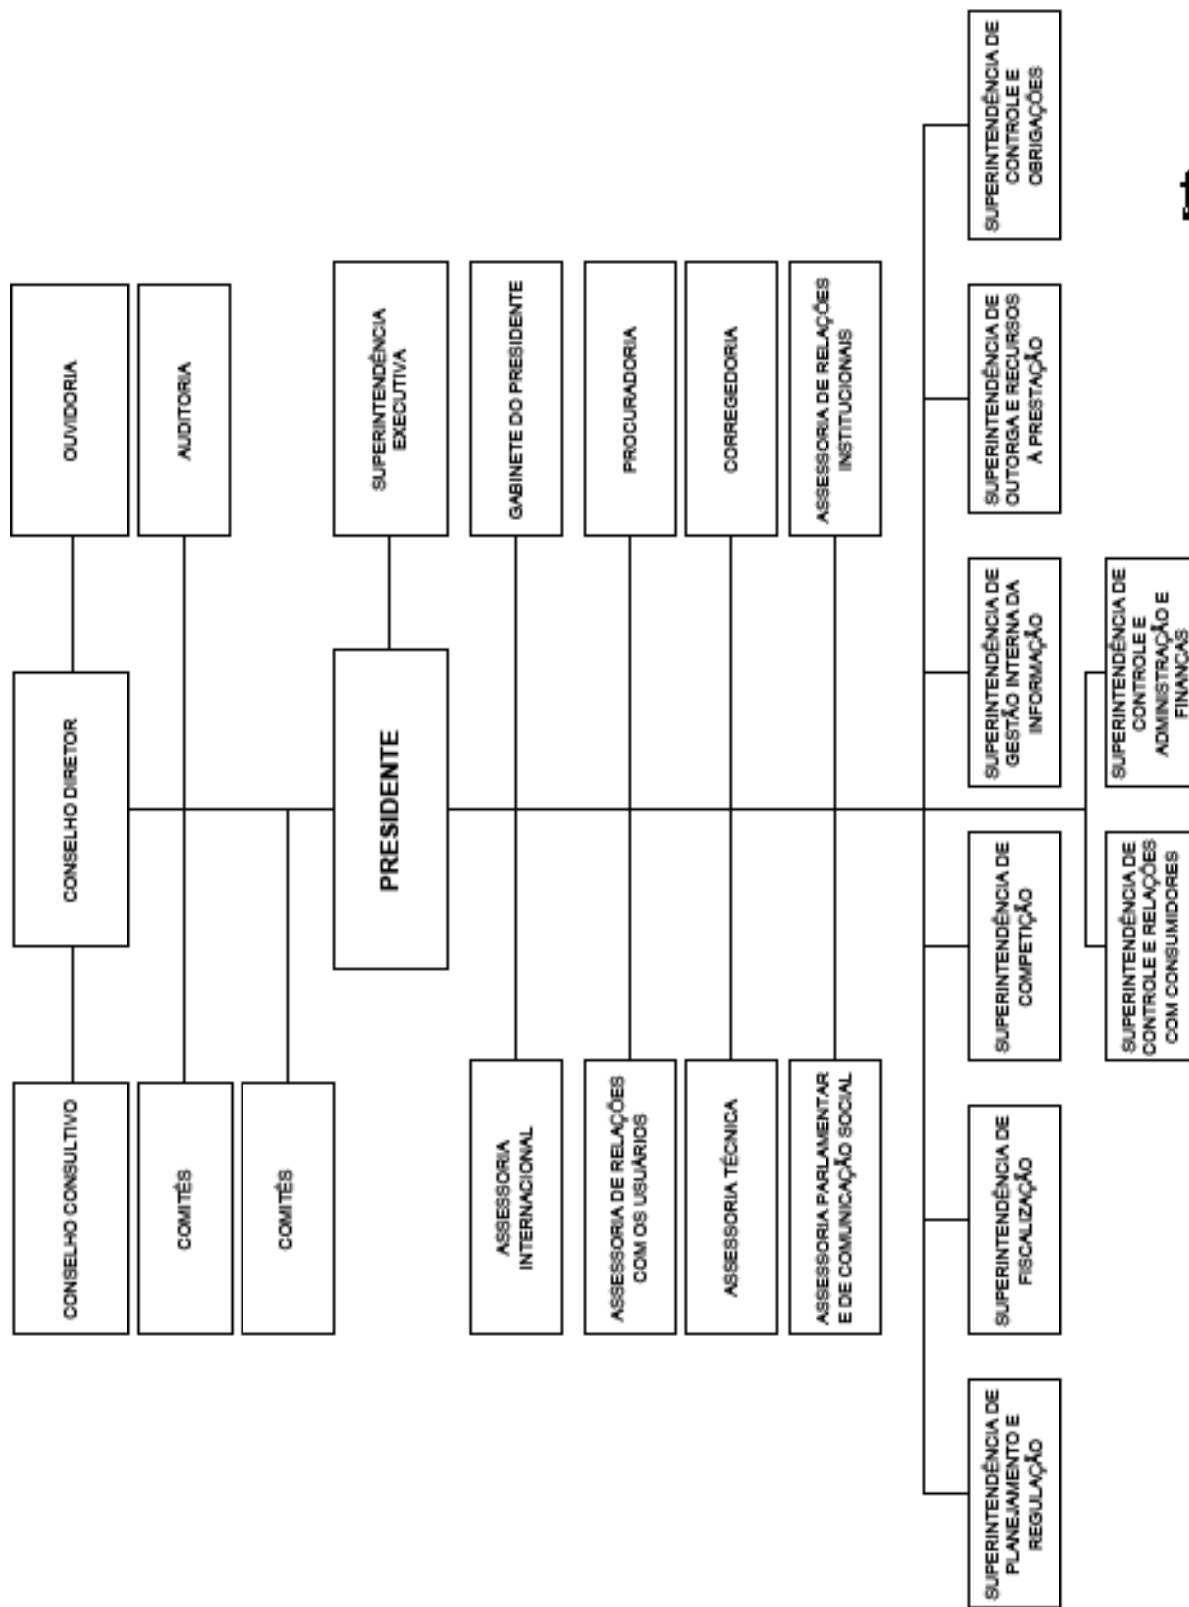 CONSELHO CONSULTIVO
CONSELHO DIRETOR
OUVIDORIA
COMITÊS
AUDITORIA
COMITÊS
PRESIDENTE
SUPERINTENDÊNCIA
EXECUTIVA
ASSESSORIA
INTERNACIONAL
GABINETE DO PRESIDENTE
ASSESSORIA DE RELAÇÕES
COM OS USUÁRIOS
PROCURADORIA
ASSESSORIA TÉCNICA
CORREGEDORIA
ASSESSORIA PARLAMENTAR
E DE COMUNICAÇÃO SOCIAL
ASSESSORIA DE RELAÇÕES
INSTITUCIONAIS
SUPERINTENDÊNCIA DE
PLANEJAMENTO E
REGULAÇÃO
SUPERINTENDÊNCIA DE
FISCALIZAÇÃO
SUPERINTENDÊNCIA DE
COMPETIÇÃO
SUPERINTENDÊNCIA DE
GESTÃO INTERNA DA
INFORMAÇÃO
SUPERINTENDÊNCIA DE
OUTORGA E RECURSOS
À PRESTAÇÃO
SUPERINTENDÊNCIA DE
CONTROLE E
OBRIGAÇÕES
SUPERINTENDÊNCIA DE
CONTROLE E RELAÇÕES
COM CONSUMIDORES
SUPERINTENDÊNCIA DE
CONTROLE E
ADMINISTRAÇÃO E
FINANCAS